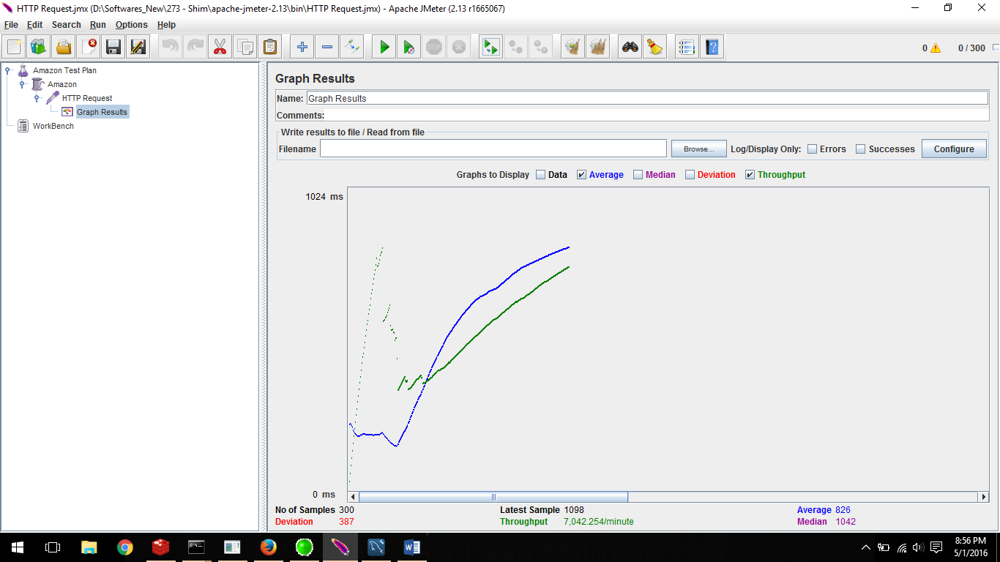 HTTP Request.jmx (D:\Softwares_New\273 - Shim\apache-jmeter-2.13\bin\HTTP Request.jmx) - Apache JMeter (2.13 r1665067)
File Edit Search Run Options Help
0 0 / 300
Amazon Test Plan
Amazon
HTTP Request
Graph Results
WorkBench
Graph Results
Name: Graph Results
Comments:
Write results to file / Read from file
Filename Browse... Log/Display Only: Errors Successes Configure
Graphs to Display Data Average Median Deviation Throughput
1024 ms
0 ms
No of Samples 300 Latest Sample 1098 Average 826
Deviation 387 Throughput 7,042.254/minute Median 1042
8:56 PM
5/1/2016